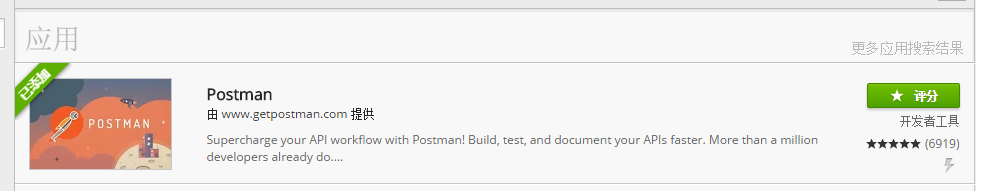 应用
更多应用搜索结果
已添加
POSTMAN
Postman
由 www.getpostman.com 提供
Supercharge your API workflow with Postman! Build, test, and document your APIs faster. More than a million
developers already do....
★ 评分
开发者工具
★★★★★ (6919)